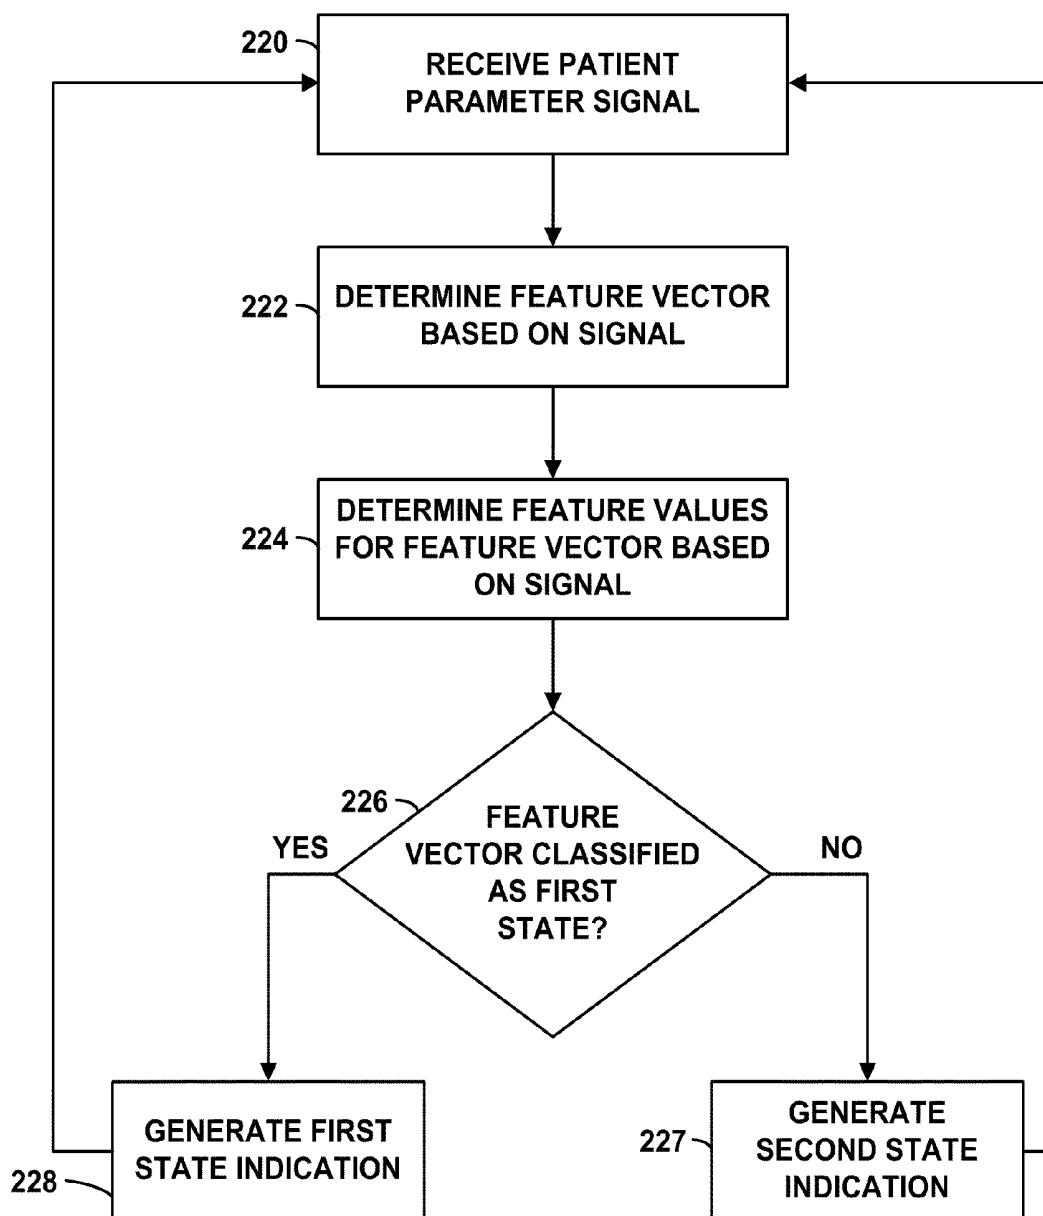 220
RECEIVE PATIENT
PARAMETER SIGNAL
222
DETERMINE FEATURE VECTOR
BASED ON SIGNAL
224
DETERMINE FEATURE VALUES
FOR FEATURE VECTOR BASED
ON SIGNAL
226
FEATURE
VECTOR CLASSIFIED
AS FIRST
STATE?
YES
NO
228
GENERATE FIRST
STATE INDICATION
227
GENERATE
SECOND STATE
INDICATION